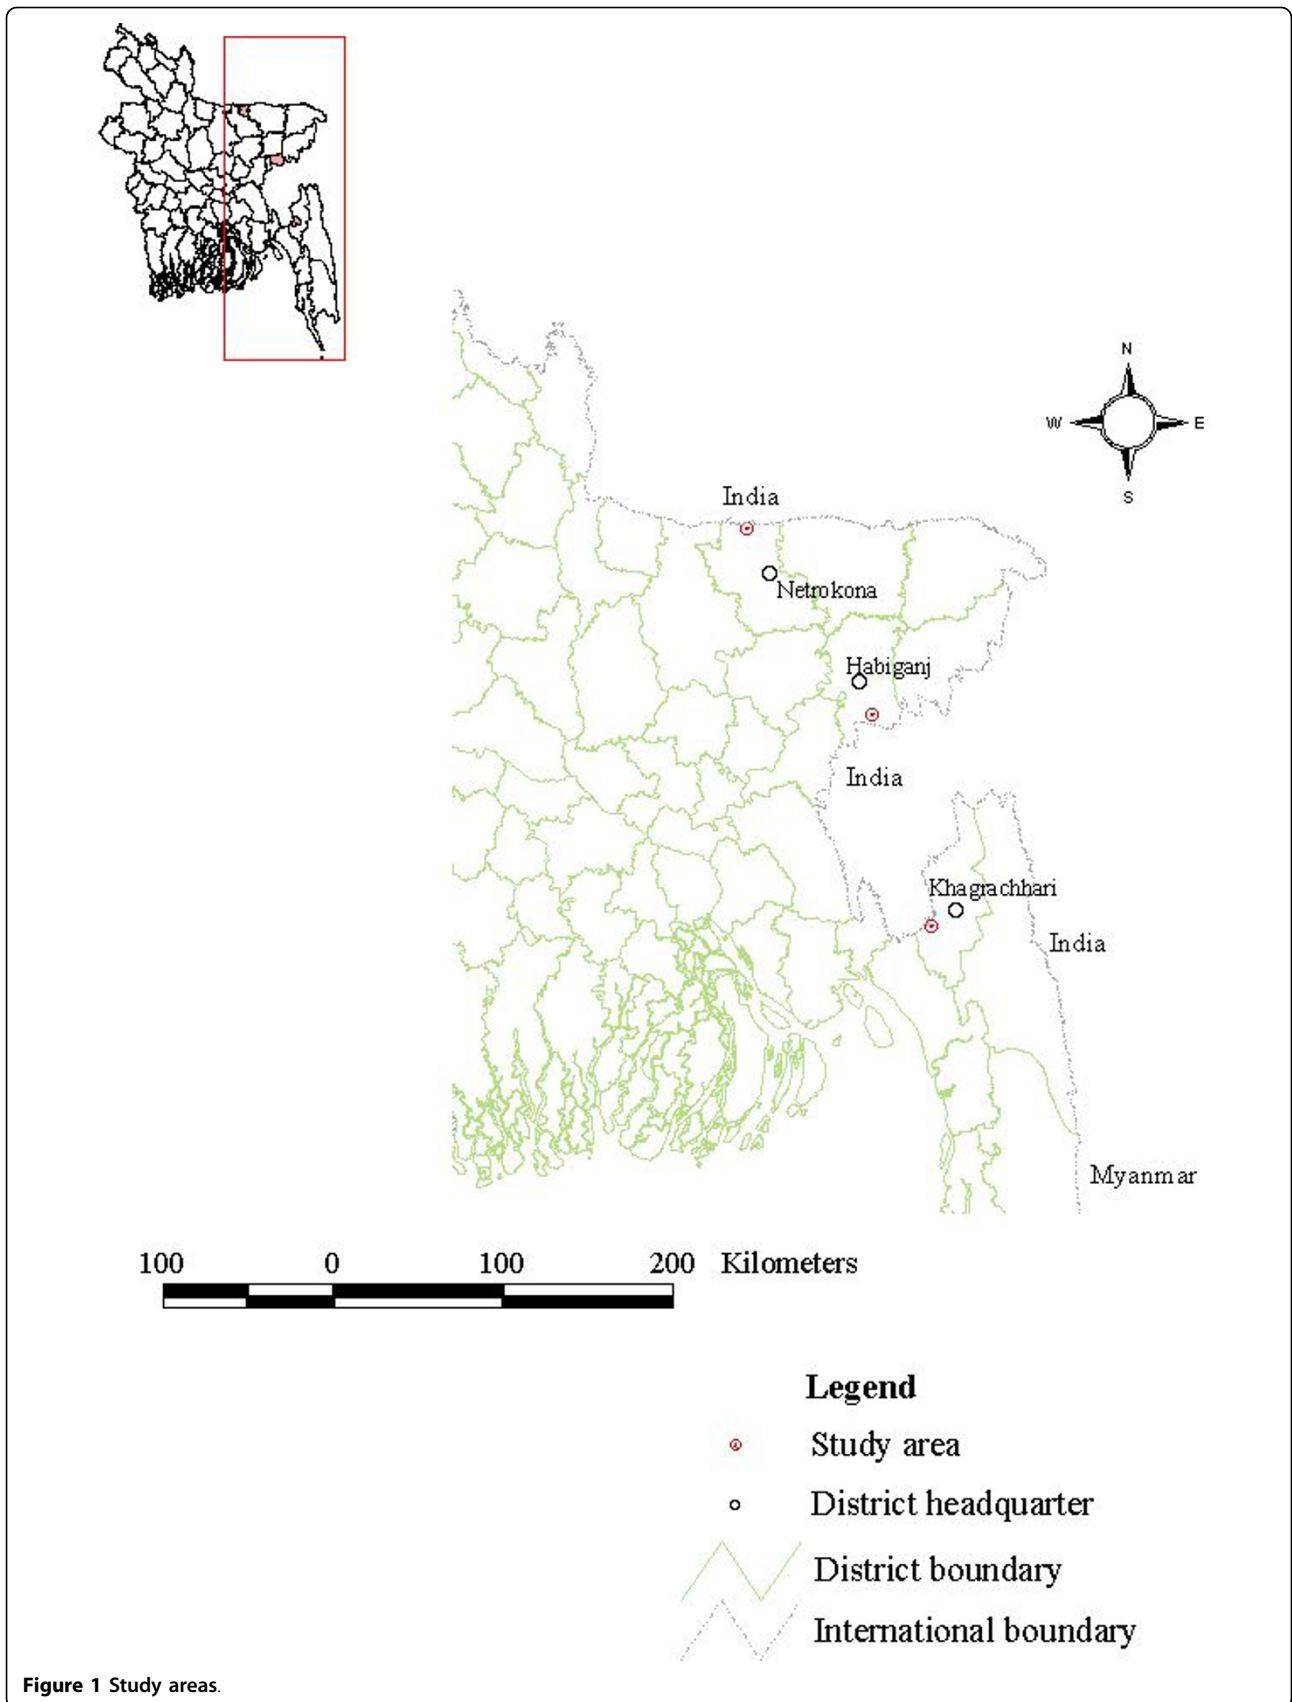 N
W E
S
India
Netrokona
Habiganj
India
Khagrachhari
India
Myanmar
100 0 100 200 Kilometers
Legend
Study area
District headquarter
District boundary
International boundary
Figure 1 Study areas.